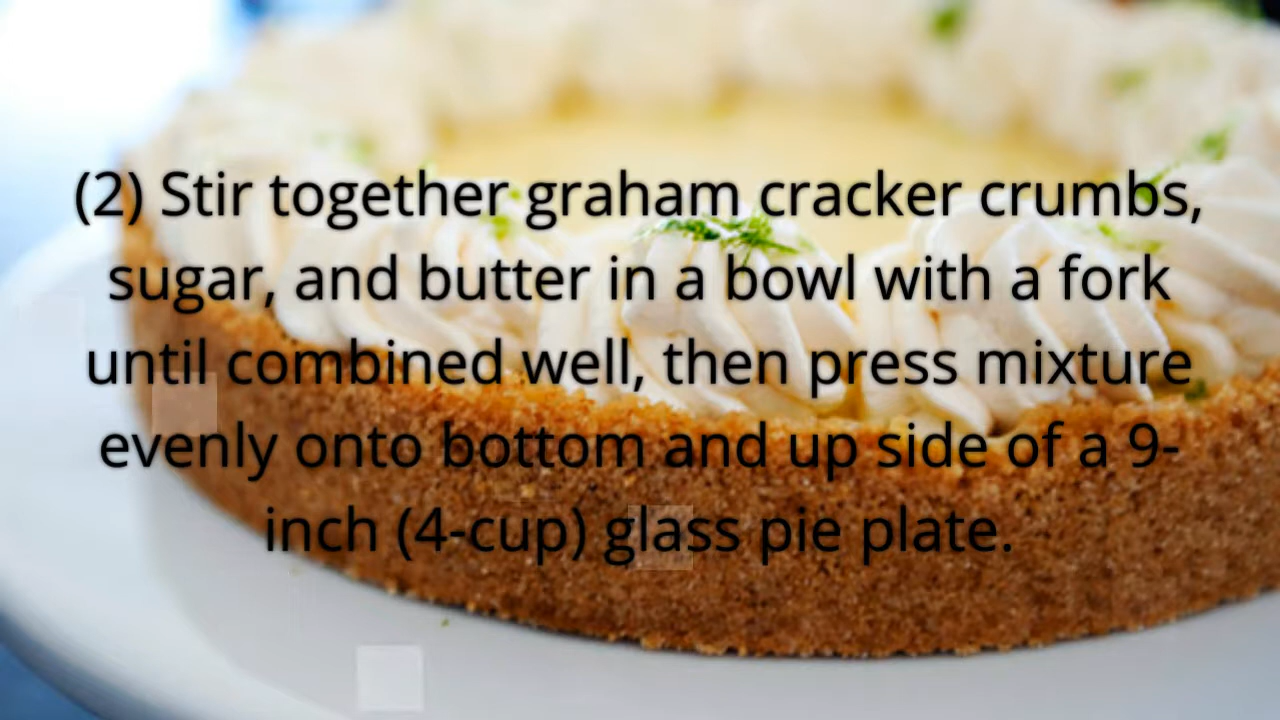 (2) Stir together graham cracker crumbs,
sugar, and butter in a bowl with a fork
until combined well, then press mixture
evenly onto bottom and up side of a 9-
inch (4-cup) glass pie plate.